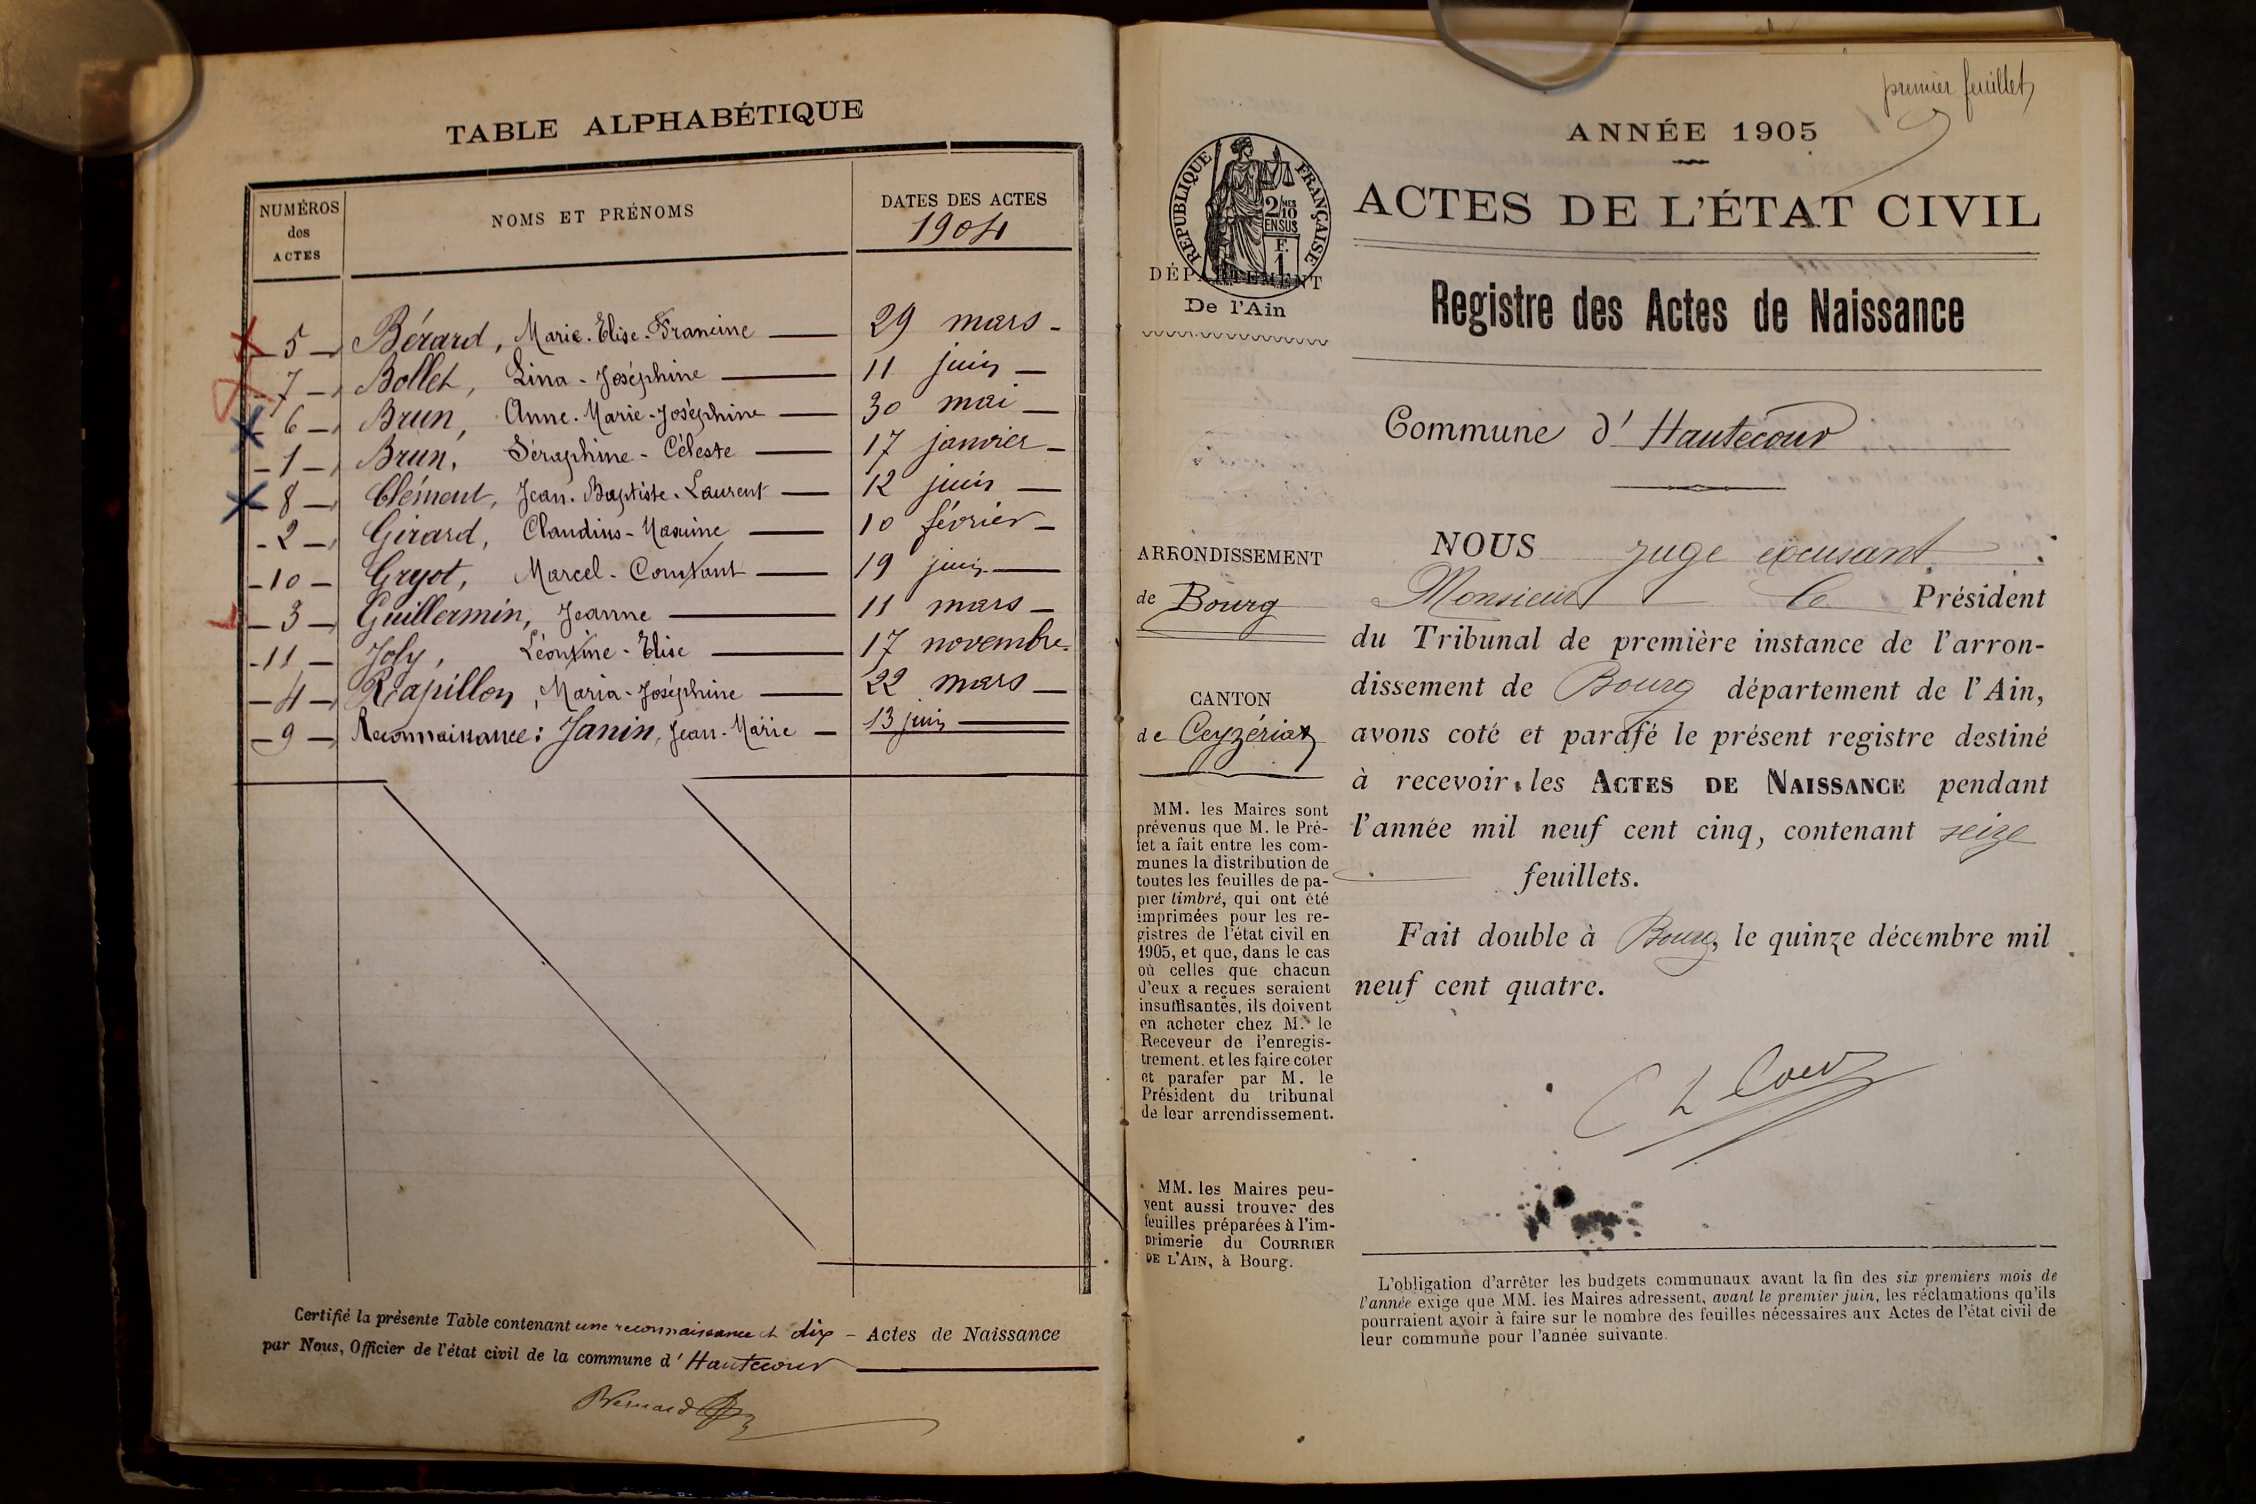 TABLE ALPHABÉTIQUE
NUMÉROS des ACTES
NOMS ET PRÉNOMS
DATES DES ACTES
1904
5 Bérard, Marie-Elise-Francine 29 mars
7 Bollet, Lina-Joséphine 11 juin
6 Brun, Anne-Marie-Joséphine 30 mai
1 Brun, Séraphine-Céleste 17 janvier
8 Clément, Jean-Baptiste-Laurent 12 juin
2 Girard, Claudius-Maxime 10 février
10 Gryot, Marcel-Constant 19 juin
3 Guillermin, Jeanne 11 mars
11 Joly, Léontine-Elise 17 novembre
4 Rapillon, Maria-Joséphine 22 mars
9 Reconnaissance: Janin, Jean-Marie 13 juin
Certifié la présente Table contenant une reconnaissance et dix Actes de Naissance
par Nous, Officier de l'état civil de la commune d'Hautecour
premier feuillet
ANNÉE 1905
ACTES DE L'ÉTAT CIVIL
RÉPUBLIQUE FRANÇAISE
2/10 EN SUS
F. 1
DÉPARTEMENT
De l'Ain
Registre des Actes de Naissance
Commune d'Hautecour
ARRONDISSEMENT
de Bourg
CANTON
de Ceyzériat
MM. les Maires sont
prévenus que M. le Pré-
fet a fait entre les com-
munes la distribution de
toutes les feuilles de pa-
pier timbré, qui ont été
imprimées pour les re-
gistres de l'état civil en
1905, et que, dans le cas
où celles que chacun
d'eux a reçues seraient
insuffisantes, ils doivent
en acheter chez M. le
Receveur de l'enregis-
trement. et les faire coter
et parafer par M. le
Président du tribunal
de leur arrondissement.
MM. les Maires peu-
vent aussi trouver des
feuilles préparées à l'im-
primerie du COURRIER
DE L'AIN, à Bourg.
NOUS juge excusant
Monsieur le Président
du Tribunal de première instance de l'arron-
dissement de Bourg département de l'Ain,
avons coté et parafé le présent registre destiné
à recevoir les ACTES DE NAISSANCE pendant
l'année mil neuf cent cinq, contenant seize
feuillets.
Fait double à Bourg, le quinze décembre mil
neuf cent quatre.
L'obligation d'arrêter les budgets communaux avant la fin des six premiers mois de
l'année exige que MM. les Maires adressent, avant le premier juin, les réclamations qu'ils
pourraient avoir à faire sur le nombre des feuilles nécessaires aux Actes de l'état civil de
leur commune pour l'année suivante.